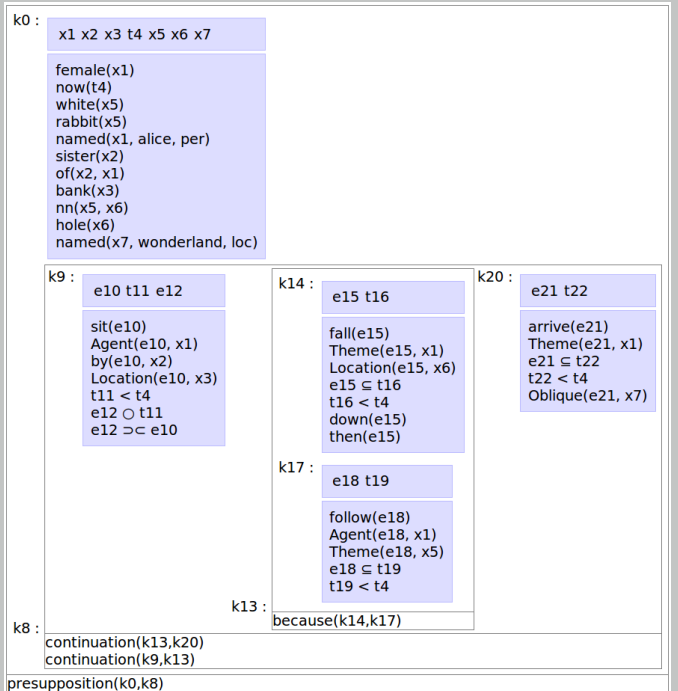 k0 :
x1 x2 x3 t4 x5 x6 x7
female(x1)
now(t4)
white(x5)
rabbit(x5)
named(x1, alice, per)
sister(x2)
of(x2, x1)
bank(x3)
nn(x5, x6)
hole(x6)
named(x7, wonderland, loc)
k9 :
e10 t11 e12
sit(e10)
Agent(e10, x1)
by(e10, x2)
Location(e10, x3)
t11 < t4
e12 ○ t11
e12 ⊃⊂ e10
k14 :
e15 t16
fall(e15)
Theme(e15, x1)
Location(e15, x6)
e15 ⊆ t16
t16 < t4
down(e15)
then(e15)
k17 :
e18 t19
follow(e18)
Agent(e18, x1)
Theme(e18, x5)
e18 ⊆ t19
t19 < t4
k13 :
because(k14,k17)
k20 :
e21 t22
arrive(e21)
Theme(e21, x1)
e21 ⊆ t22
t22 < t4
Oblique(e21, x7)
k8 :
continuation(k13,k20)
continuation(k9,k13)
presupposition(k0,k8)